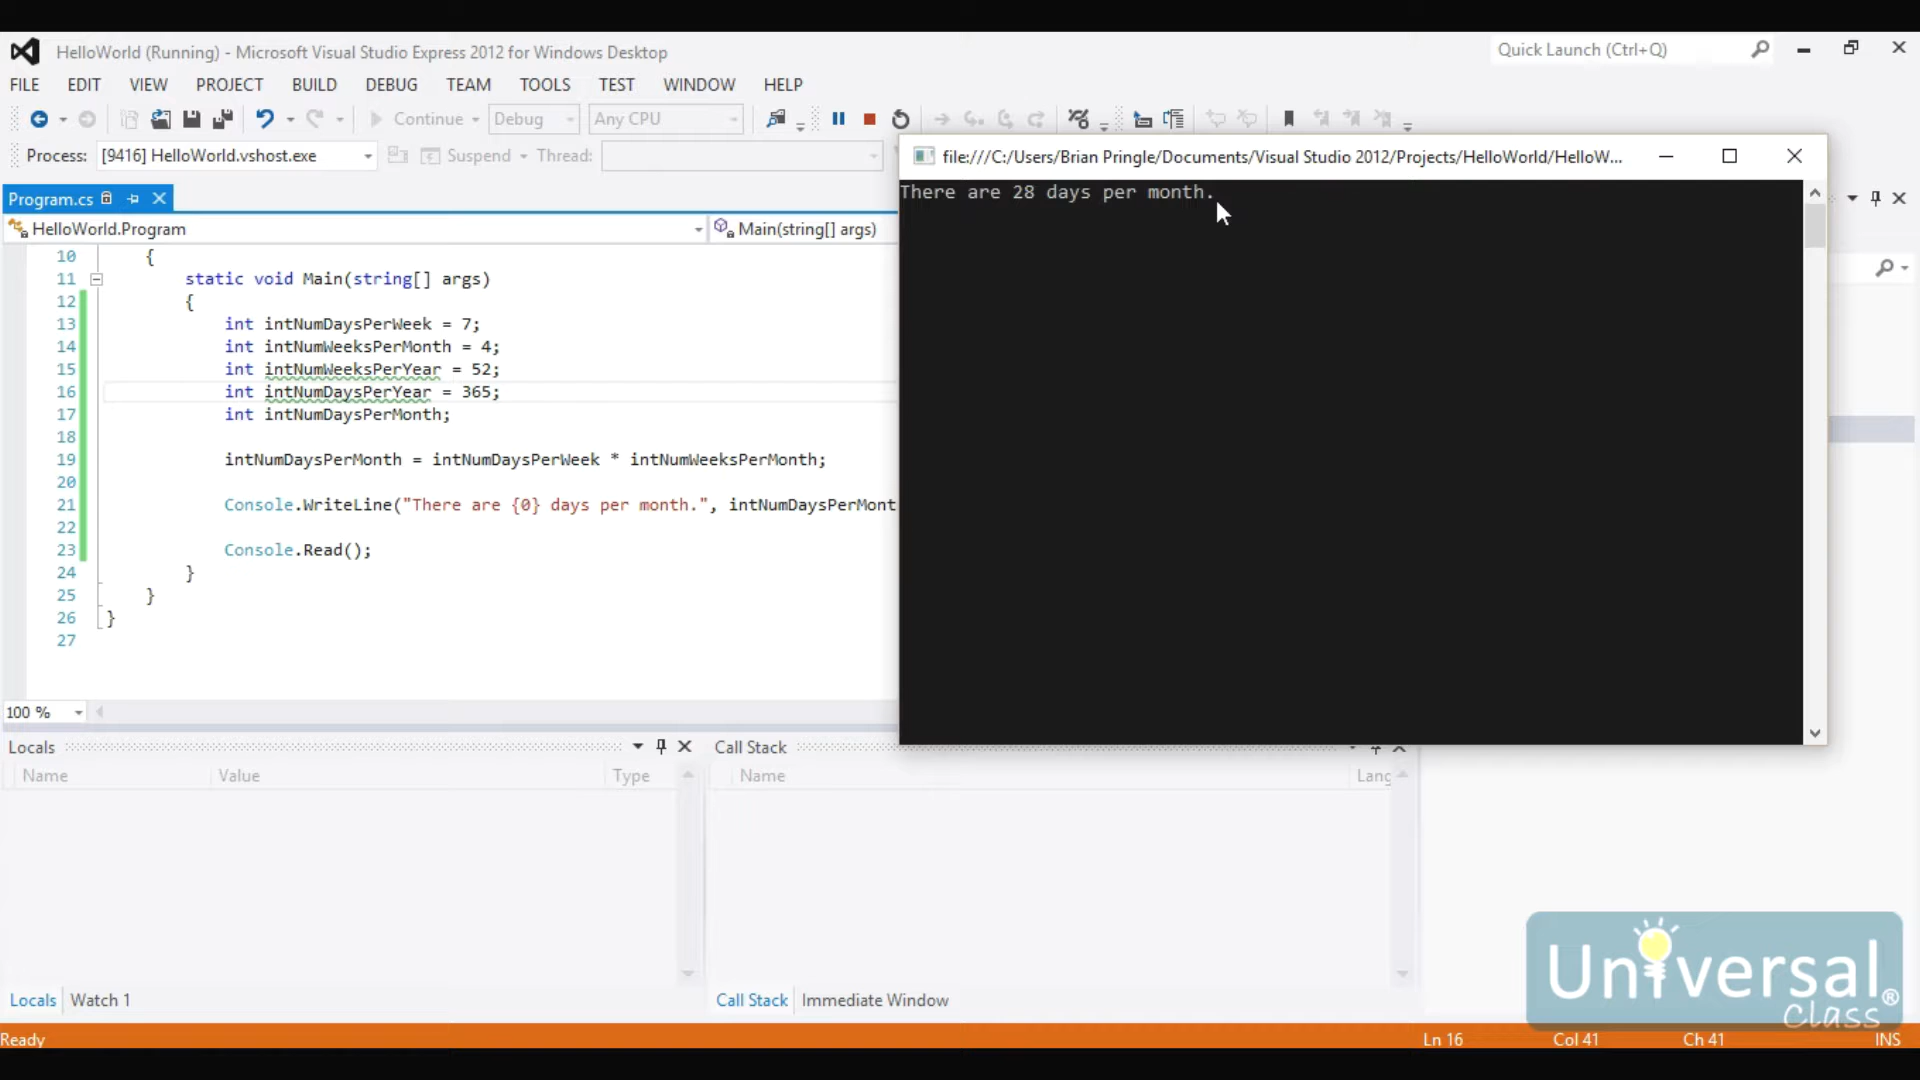 HelloWorld (Running) - Microsoft Visual Studio Express 2012 for Windows Desktop
Quick Launch (Ctrl+Q)
FILE EDIT VIEW PROJECT BUILD DEBUG TEAM TOOLS TEST WINDOW HELP
Continue Debug Any CPU
Process: [9416] HelloWorld.vshost.exe Suspend Thread:
file:///C:/Users/Brian Pringle/Documents/Visual Studio 2012/Projects/HelloWorld/HelloW...
There are 28 days per month.
Program.cs
HelloWorld.Program Main(string[] args)
10 {
11 static void Main(string[] args)
12 {
13 int intNumDaysPerWeek = 7;
14 int intNumWeeksPerMonth = 4;
15 int intNumWeeksPerYear = 52;
16 int intNumDaysPerYear = 365;
17 int intNumDaysPerMonth;
18
19 intNumDaysPerMonth = intNumDaysPerWeek * intNumWeeksPerMonth;
20
21 Console.WriteLine("There are {0} days per month.", intNumDaysPerMont
22
23 Console.Read();
24 }
25 }
26 }
27
100 %
Locals Call Stack
Name Value Type Name Lang
Locals Watch 1 Call Stack Immediate Window
Universal
Class ®
Ready Ln 16 Col 41 Ch 41 INS